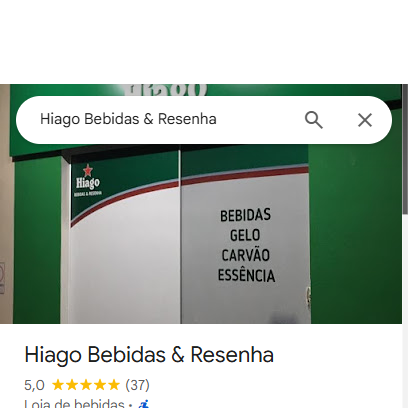 Hiago
Hiago Bebidas & Resenha
Hiago
BEBIDAS & RESENHA
BEBIDAS
GELO
CARVÃO
ESSÊNCIA
Hiago Bebidas & Resenha
5,0 (37)
Loja de bebidas ·